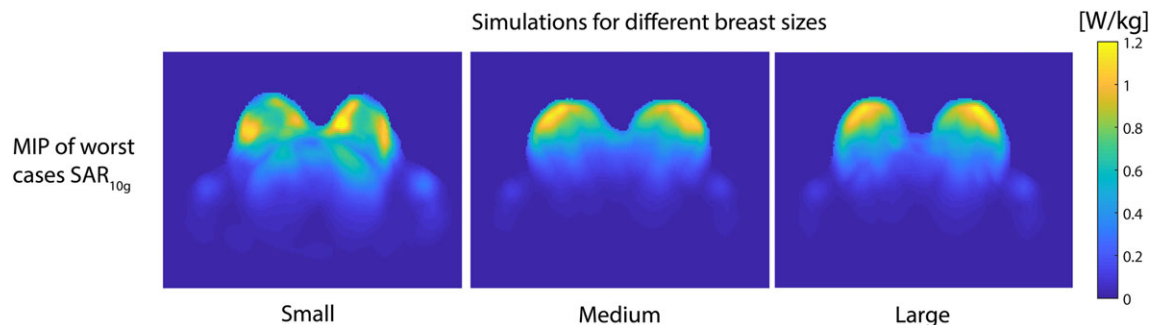 Simulations for different breast sizes
[W/kg]
MIP of worst
cases SAR10g
1.2
1
0.8
0.6
0.4
0.2
0
Small
Medium
Large